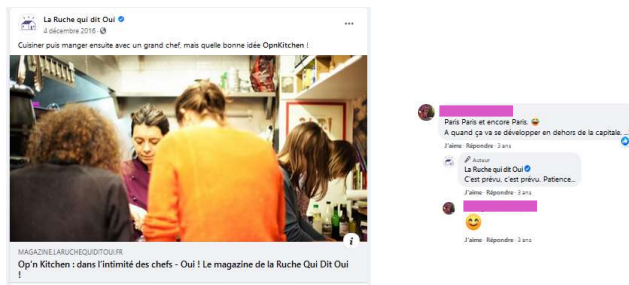 La Ruche qui dit Oui
4 décembre 2016
Cuisiner puis manger ensuite avec un grand chef, mais quelle bonne idée OpnKitchen !
MAGAZINE.LARUCHEQUIDITOUI.FR
Op'n Kitchen : dans l'intimité des chefs - Oui ! Le magazine de la Ruche Qui Dit Oui
!
Paris Paris et encore Paris.
A quand ça va se développer en dehors de la capitale. ...
J'aime · Répondre · 3 ans
Auteur
La Ruche qui dit Oui
C'est prévu, c'est prévu. Patience...
J'aime · Répondre · 3 ans
J'aime · Répondre · 3 ans